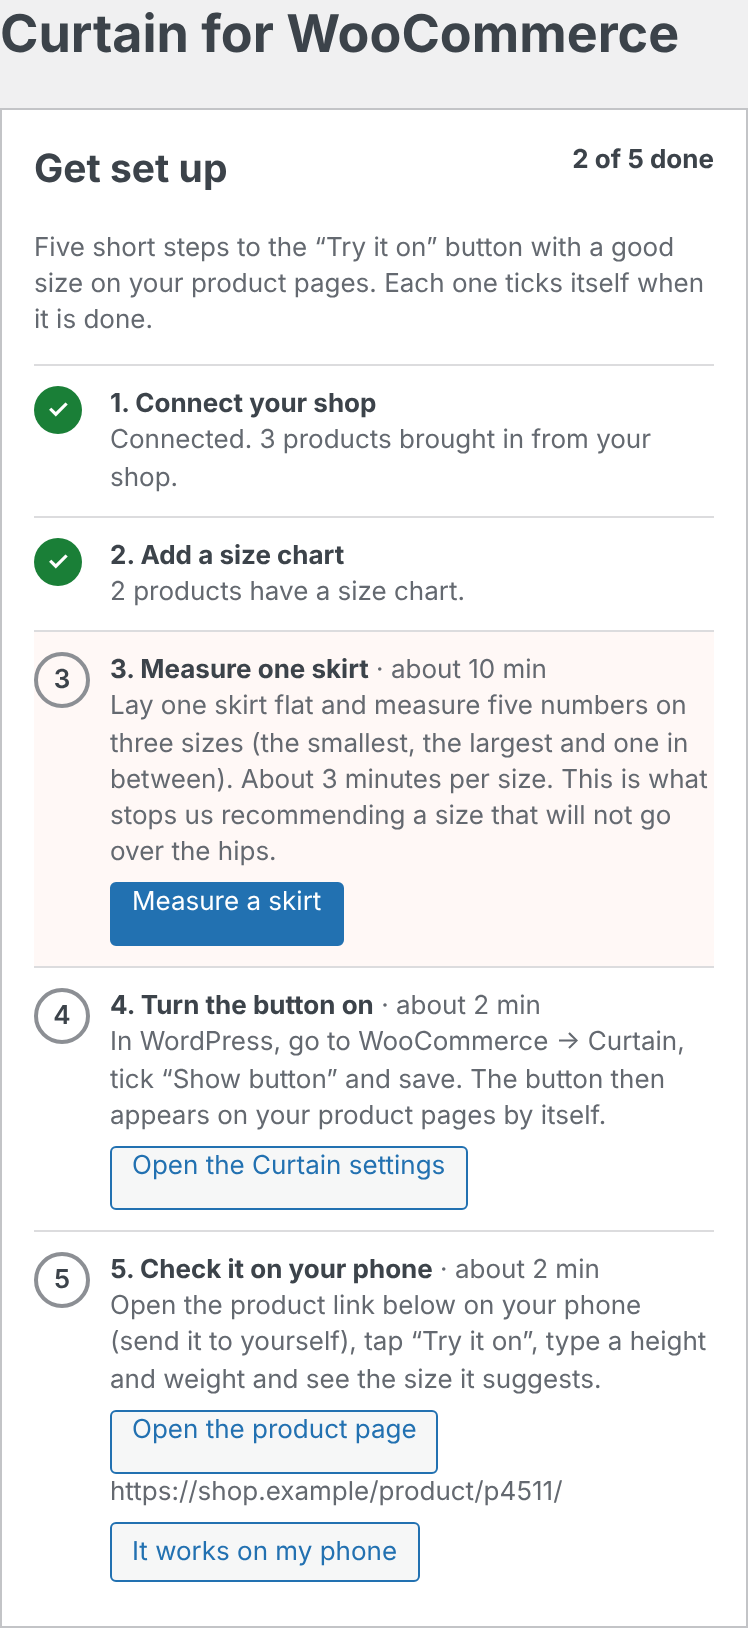 Curtain for WooCommerce
Get set up
2 of 5 done
Five short steps to the “Try it on” button with a good
size on your product pages. Each one ticks itself when
it is done.
1. Connect your shop
Connected. 3 products brought in from your
shop.
2. Add a size chart
2 products have a size chart.
3
3. Measure one skirt · about 10 min
Lay one skirt flat and measure five numbers on
three sizes (the smallest, the largest and one in
between). About 3 minutes per size. This is what
stops us recommending a size that will not go
over the hips.
Measure a skirt
4
4. Turn the button on · about 2 min
In WordPress, go to WooCommerce → Curtain,
tick “Show button” and save. The button then
appears on your product pages by itself.
Open the Curtain settings
5
5. Check it on your phone · about 2 min
Open the product link below on your phone
(send it to yourself), tap “Try it on”, type a height
and weight and see the size it suggests.
Open the product page
https://shop.example/product/p4511/
It works on my phone